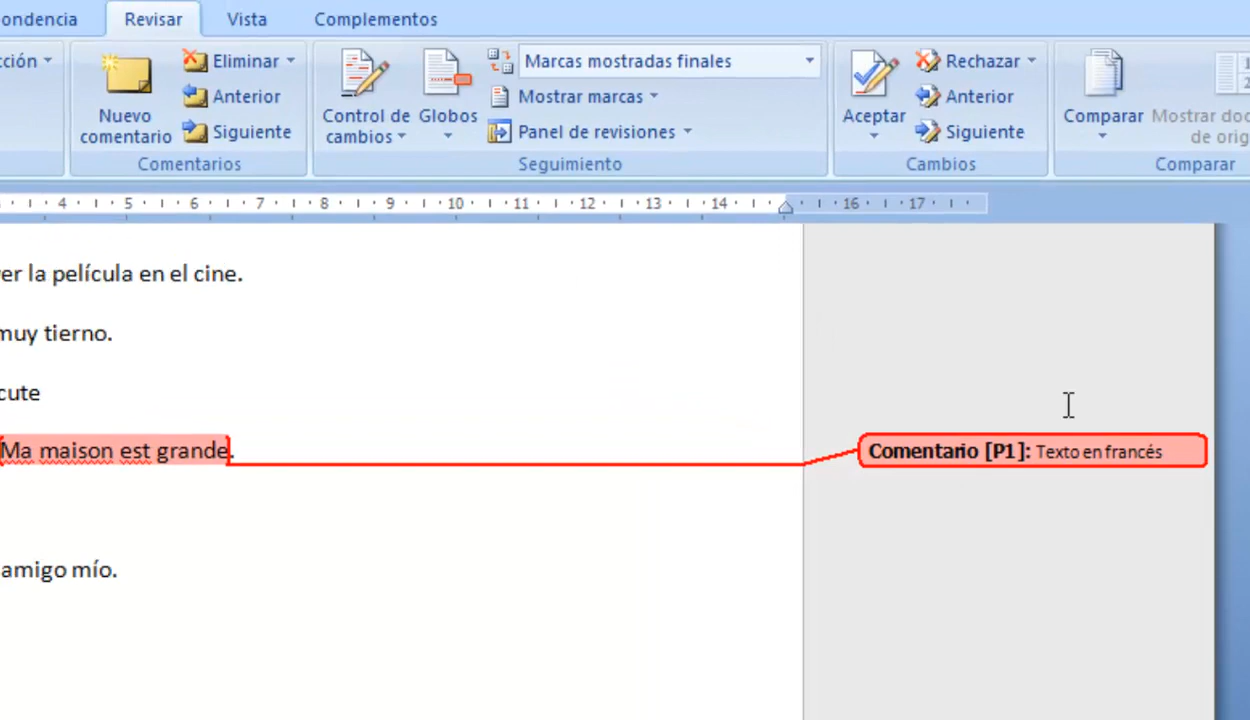 ondencia Revisar Vista Complementos
ción
Nuevo comentario
Eliminar
Anterior
Siguiente
Comentarios
Control de cambios
Globos
Marcas mostradas finales
Mostrar marcas
Panel de revisiones
Seguimiento
Aceptar
Rechazar
Anterior
Siguiente
Cambios
Comparar
Mostrar doc
de orig
Comparar
4 5 6 7 8 9 10 11 12 13 14 16 17
er la película en el cine.
muy tierno.
cute
Ma maison est grande.
Comentario [P1]: Texto en francés
amigo mío.